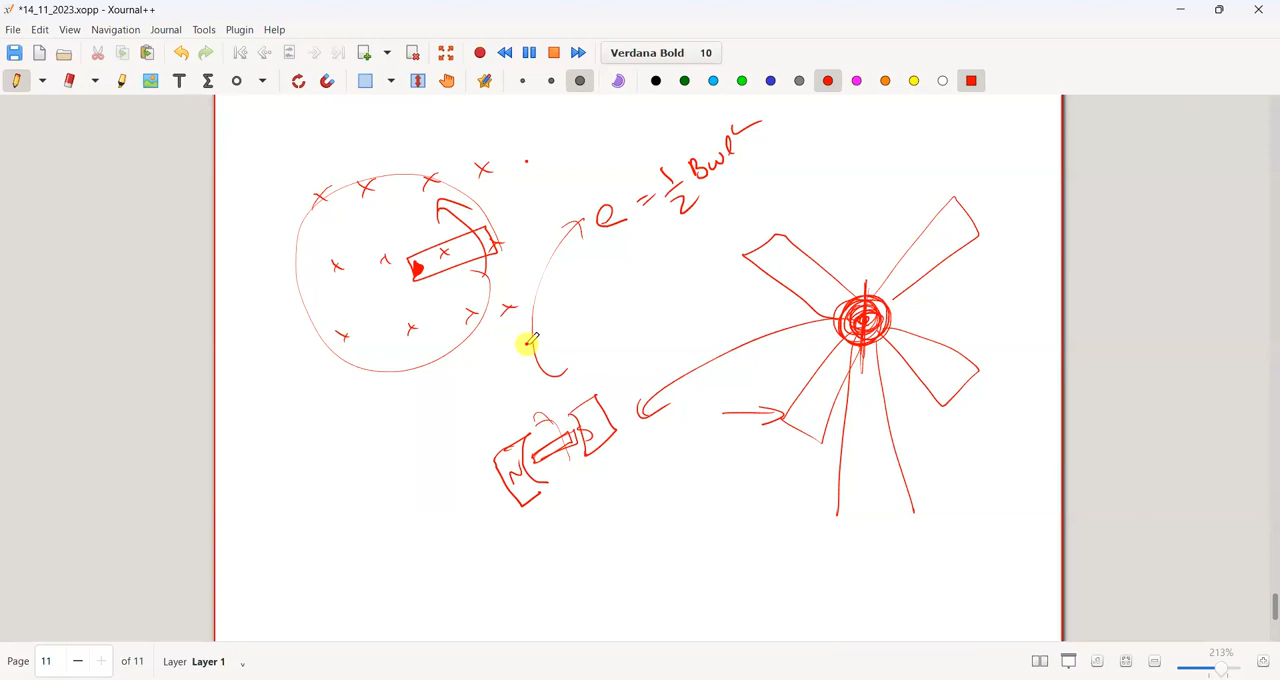 *14_11_2023.xopp - Xournal++
File Edit View Navigation Journal Tools Plugin Help
Verdana Bold 10
e = 1/2 Bwl²
N
Page 11 of 11 Layer Layer 1
213%